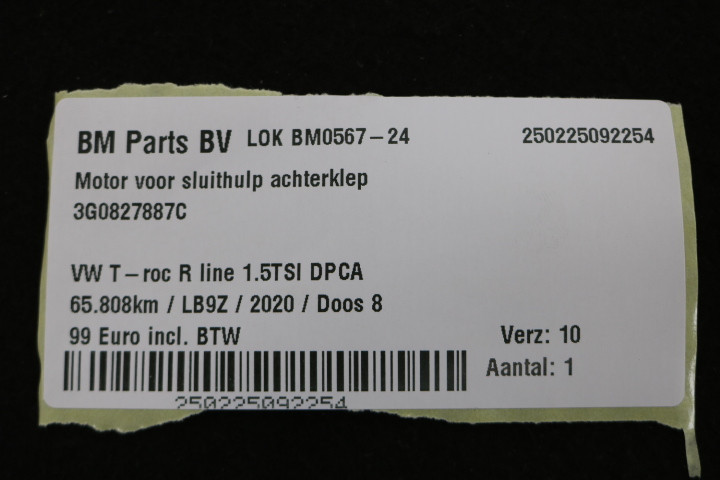 BM Parts BV LOK BM0567-24 250225092254
Motor voor sluithulp achterklep
3G0827887C
VW T-roc R line 1.5TSI DPCA
65.808km / LB9Z / 2020 / Doos 8
99 Euro incl. BTW Verz: 10
Aantal: 1
250225092254